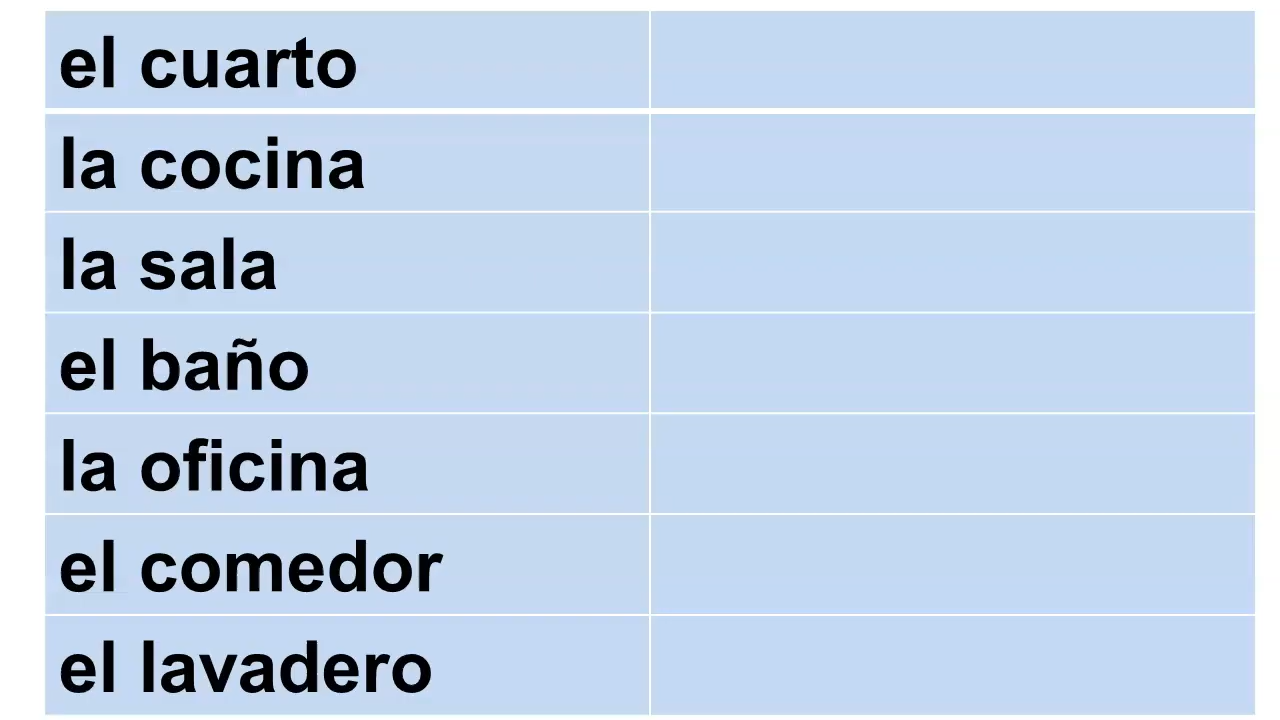 el cuarto
la cocina
la sala
el baño
la oficina
el comedor
el lavadero